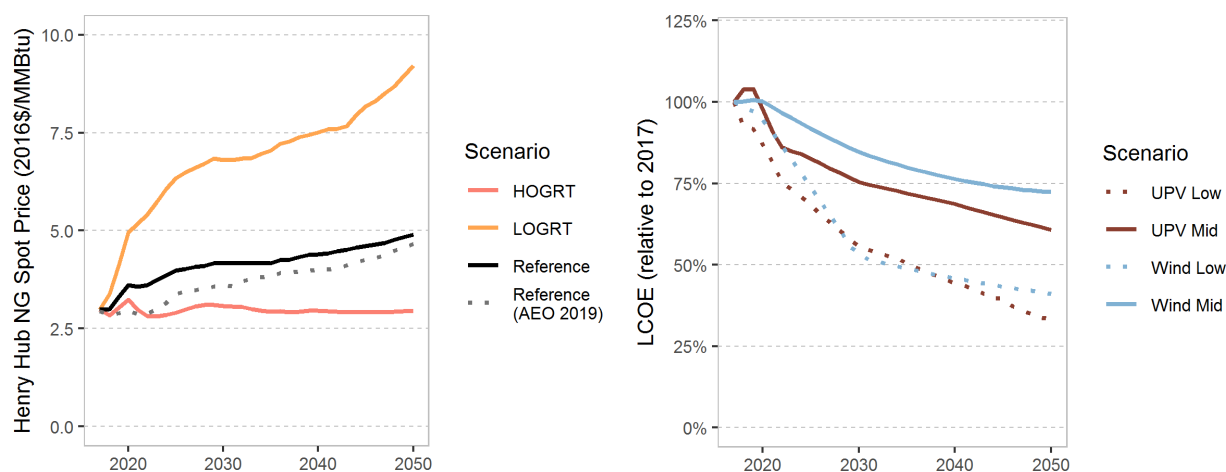 Henry Hub NG Spot Price (2016$/MMBtu)
10.0
7.5
5.0
2.5
0.0
2020 2030 2040 2050
Scenario
HOGRT
LOGRT
Reference
Reference
(AEO 2019)
LCOE (relative to 2017)
125%
100%
75%
50%
25%
0%
2020 2030 2040 2050
Scenario
UPV Low
UPV Mid
Wind Low
Wind Mid